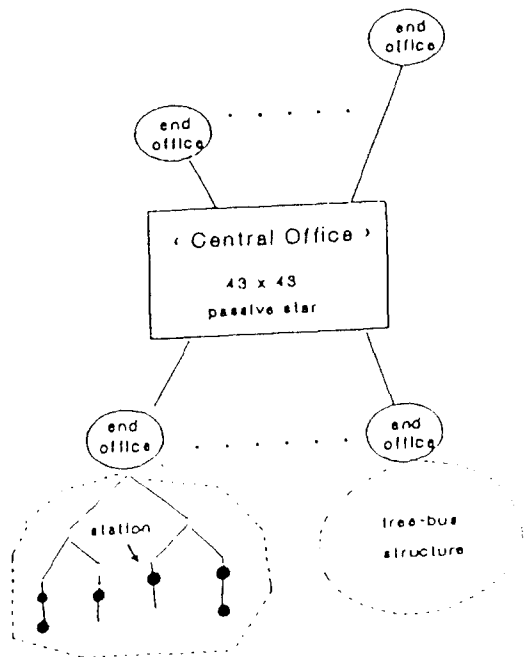 end
office
end
office
‹ Central Office ›
43 x 43
passive star
end
office
end
office
station
tree-bus
structure